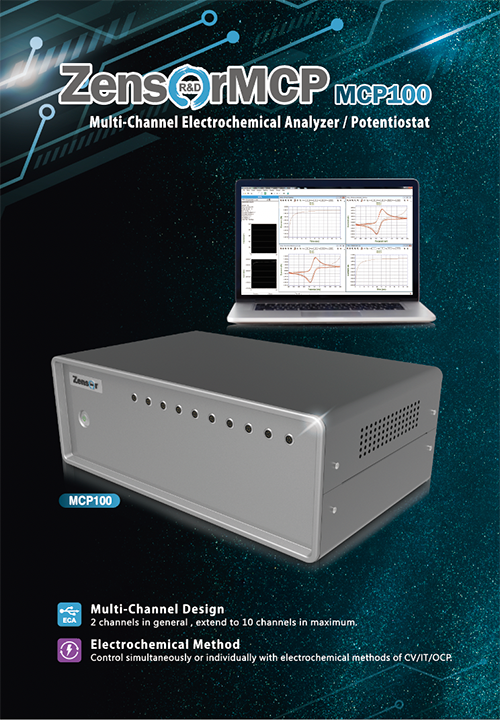 ZensorMCP MCP100
R&D
Multi-Channel Electrochemical Analyzer / Potentiostat
Zensor
MCP100
Multi-Channel Design
2 channels in general , extend to 10 channels in maximum.
ECA
Electrochemical Method
Control simultaneously or individually with electrochemical methods of CV/IT/OCP.